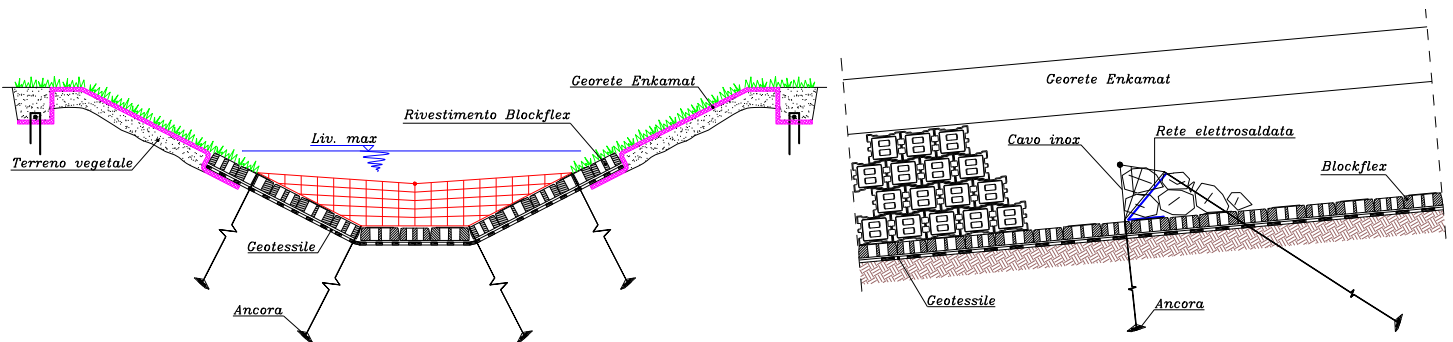 Georete Enkamat
Rivestimento Blockflex
Liv. max
Terreno vegetale
Geotessile
Ancora
Georete Enkamat
Cavo inox
Rete elettrosaldata
Blockflex
Geotessile
Ancora